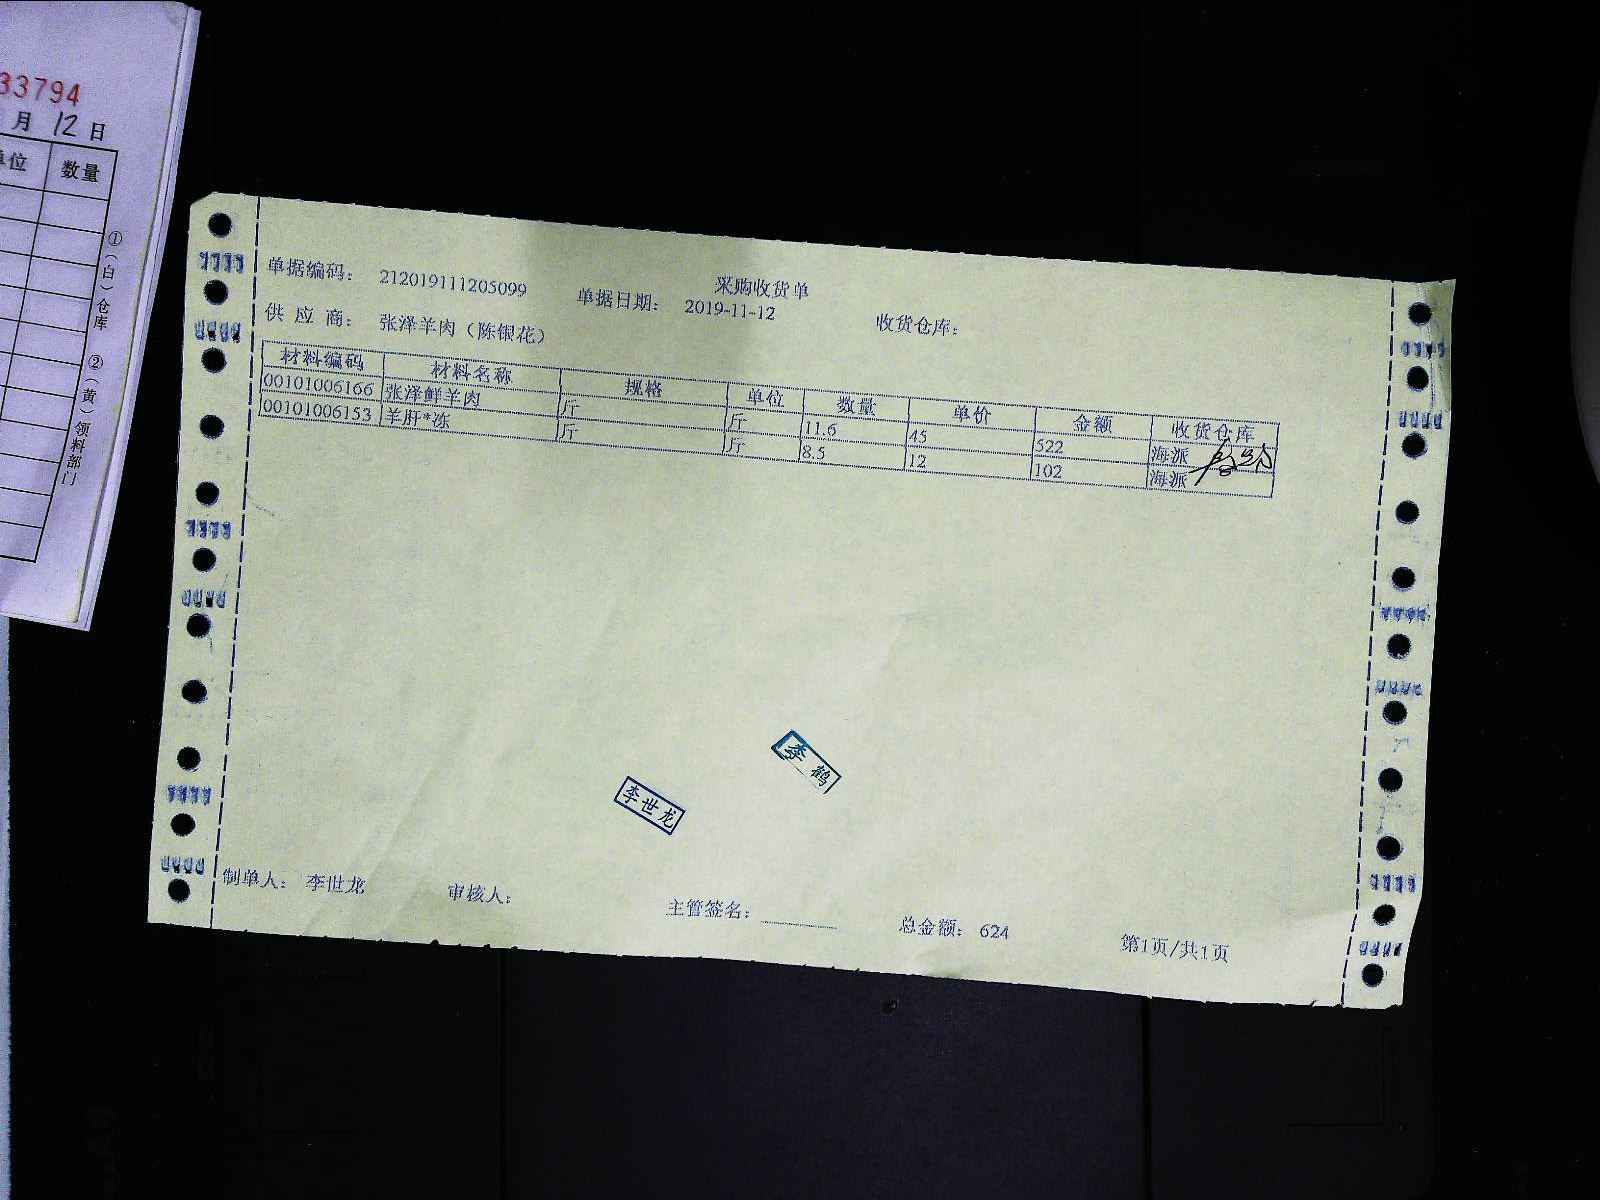 33794
月 12 日
单位 数量
①（白）仓库 ②（黄）领料部门
采购收货单
单据编码： 212019111205099 单据日期： 2019-11-12 收货仓库：
供 应 商： 张泽羊肉（陈银花）
材料编码 材料名称 规格 单位 数量 单价 金额 收货仓库
00101006166 张泽鲜羊肉 斤 斤 11.6 45 522 海派
00101006153 羊肝*冻 斤 斤 8.5 12 102 海派
李鹤
李世龙
制单人： 李世龙 审核人： 主管签名： 总金额： 624 第1页/共1页